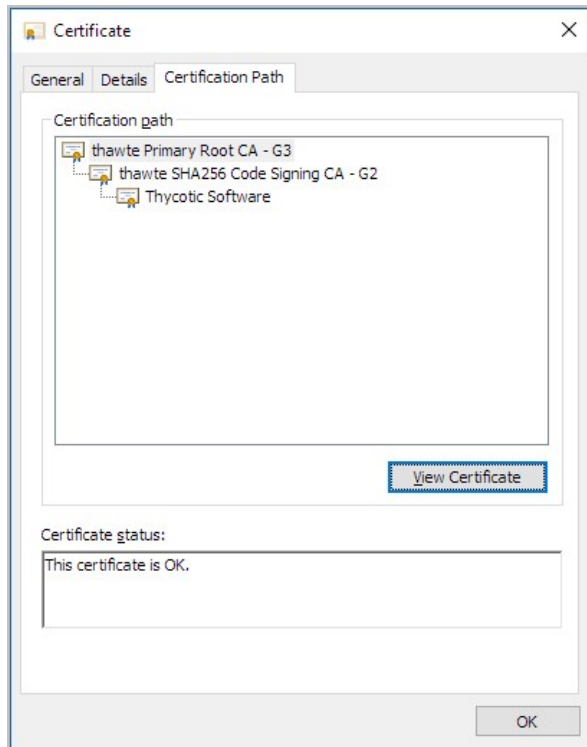 Certificate
General Details Certification Path
Certification path
thawte Primary Root CA - G3
thawte SHA256 Code Signing CA - G2
Thycotic Software
View Certificate
Certificate status:
This certificate is OK.
OK